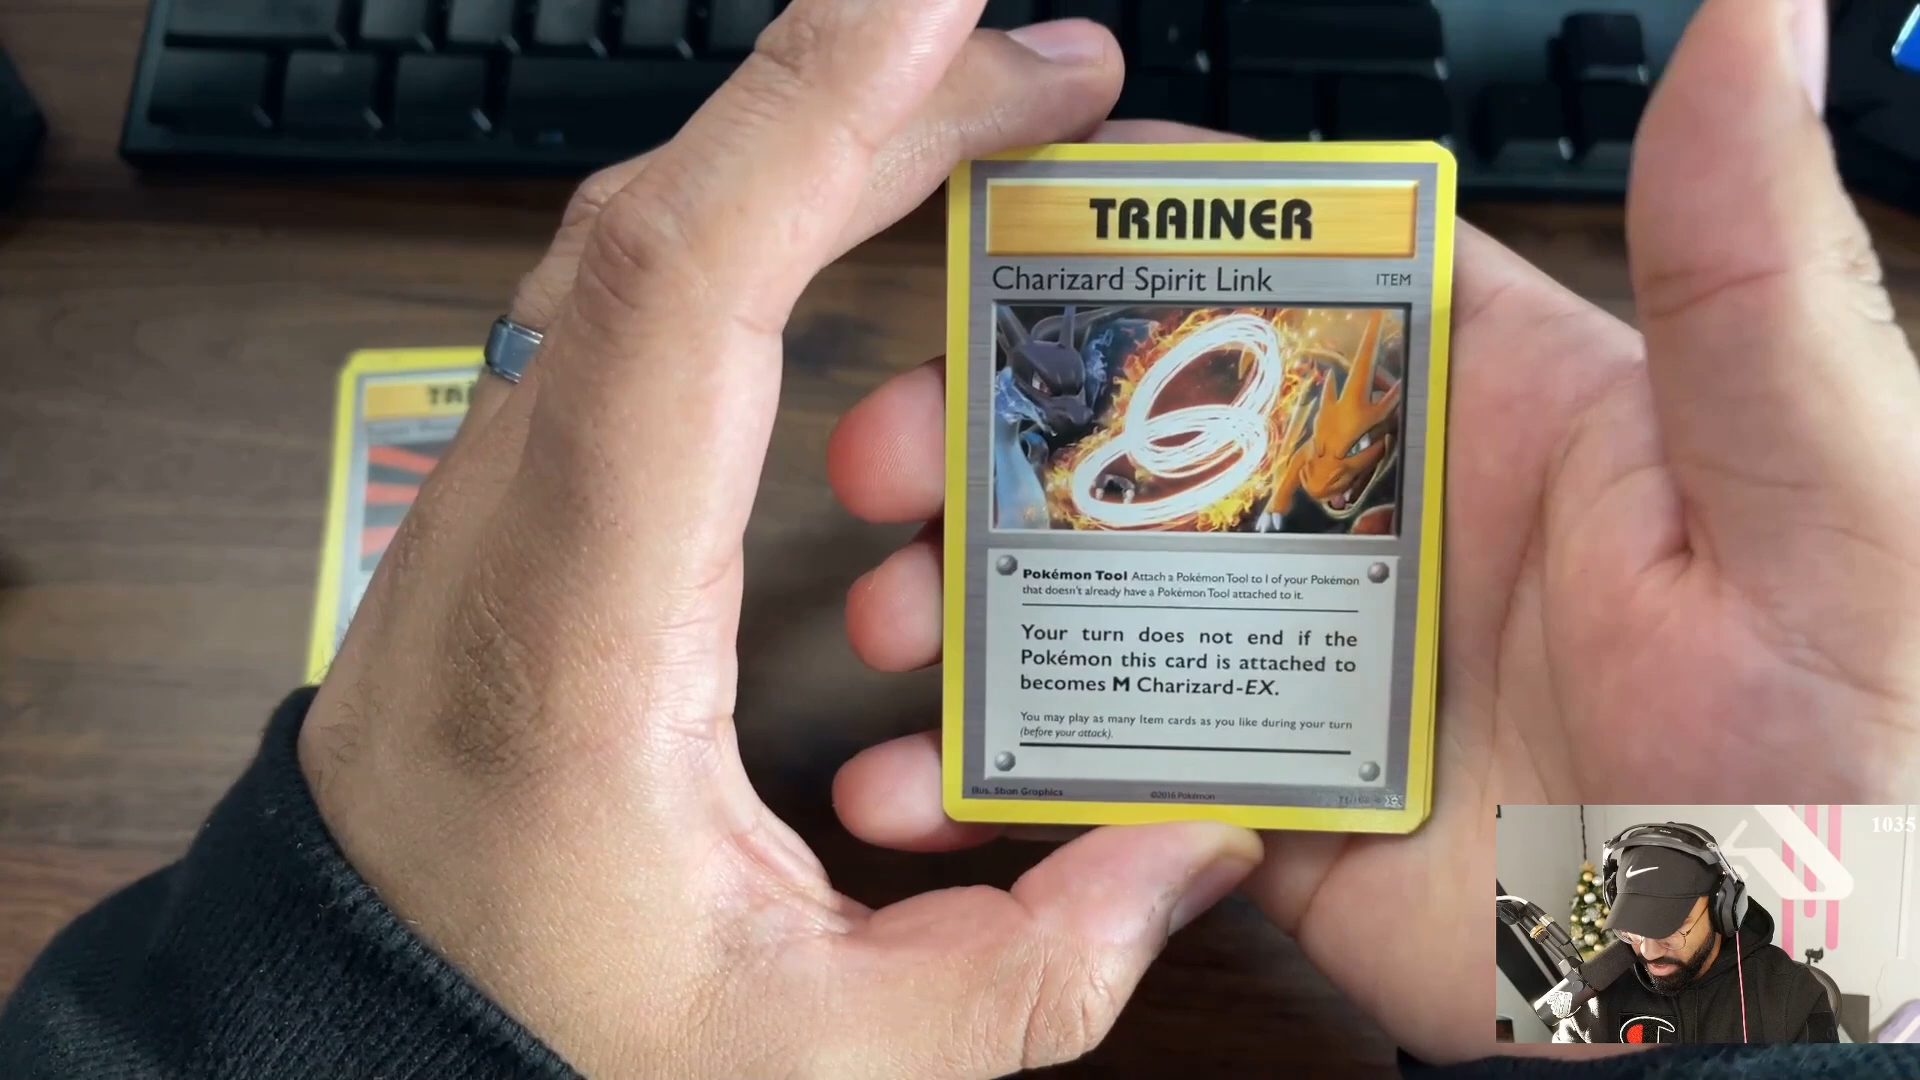 TRAINER
Charizard Spirit Link ITEM
Pokémon Tool Attach a Pokémon Tool to 1 of your Pokémon
that doesn't already have a Pokémon Tool attached to it.
Your turn does not end if the
Pokémon this card is attached to
becomes M Charizard-EX.
You may play as many Item cards as you like during your turn
(before your attack).
Illus. 5ban Graphics ©2016 Pokémon
1035